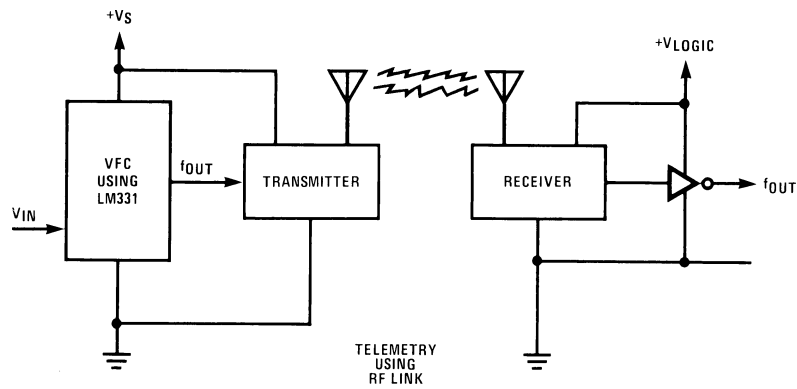 +VS
+VLOGIC
VFC
USING
LM331
fOUT
TRANSMITTER
RECEIVER
fOUT
VIN
TELEMETRY
USING
RF LINK